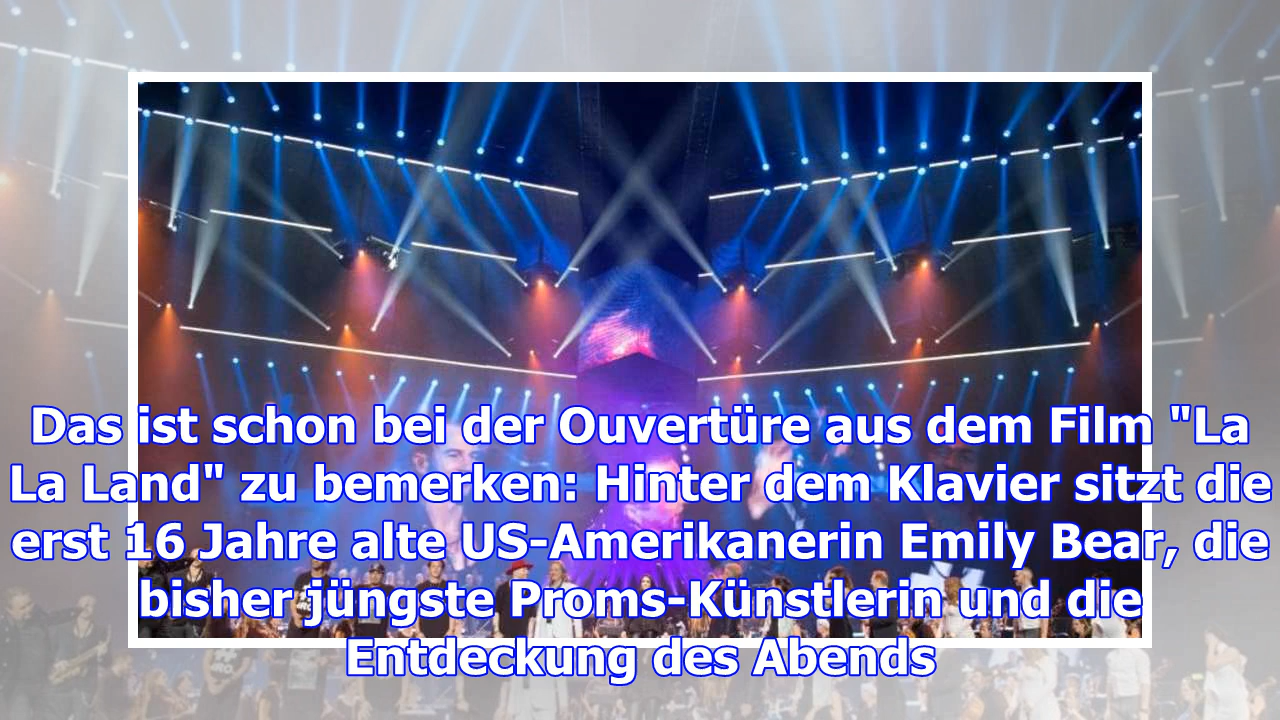 Das ist schon bei der Ouvertüre aus dem Film "La
La Land" zu bemerken: Hinter dem Klavier sitzt die
erst 16 Jahre alte US-Amerikanerin Emily Bear, die
bisher jüngste Proms-Künstlerin und die
Entdeckung des Abends